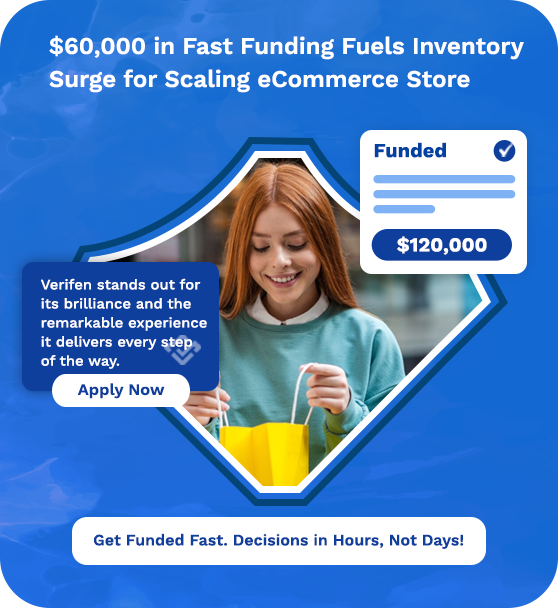 $60,000 in Fast Funding Fuels Inventory
Surge for Scaling eCommerce Store
Funded
$120,000
Verifen stands out for
its brilliance and the
remarkable experience
it delivers every step
of the way.
Apply Now
Get Funded Fast. Decisions in Hours, Not Days!